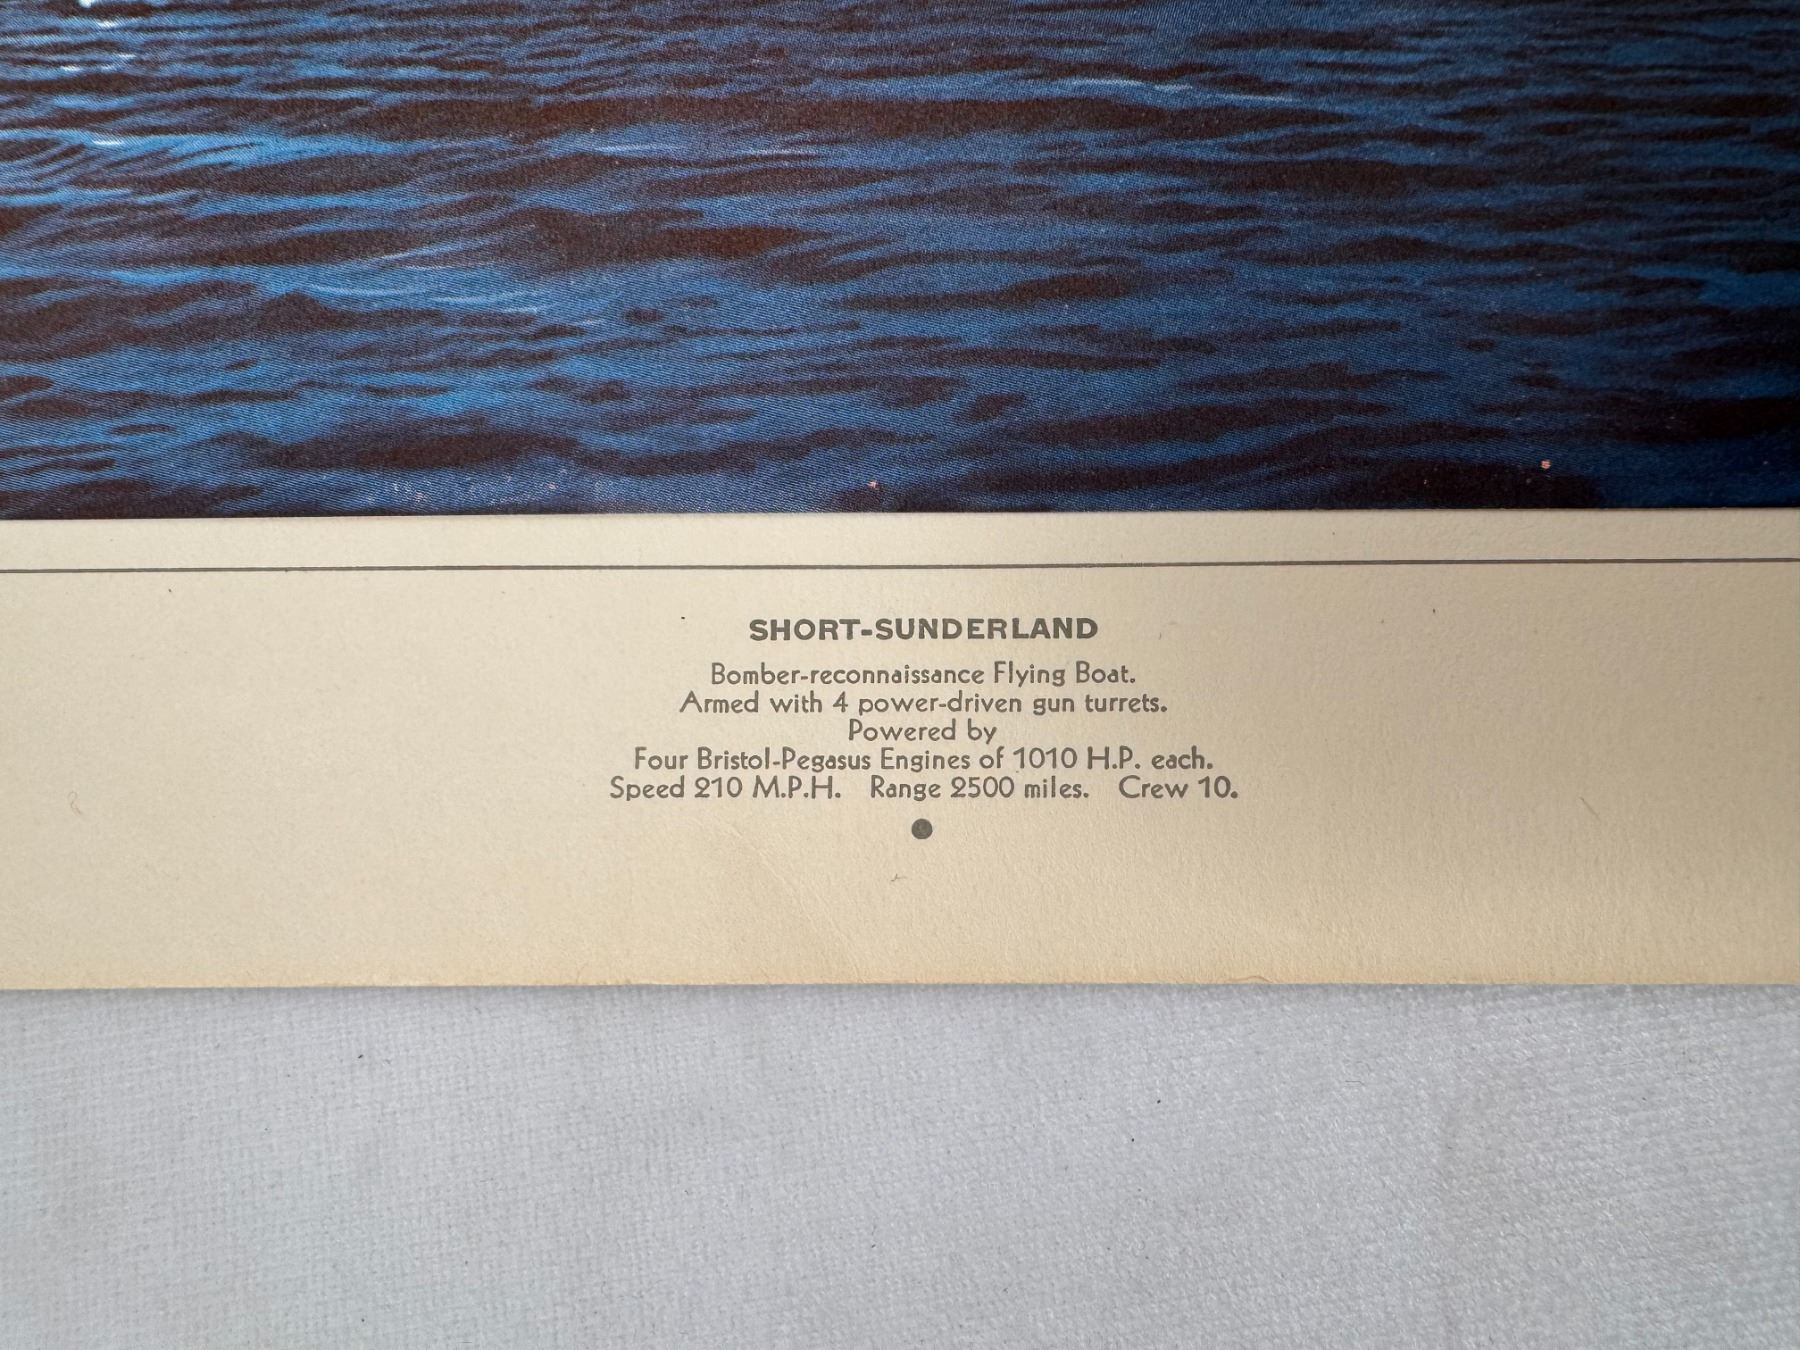 SHORT-SUNDERLAND
Bomber-reconnaissance Flying Boat.
Armed with 4 power-driven gun turrets.
Powered by
Four Bristol-Pegasus Engines of 1010 H.P. each.
Speed 210 M.P.H. Range 2500 miles. Crew 10.